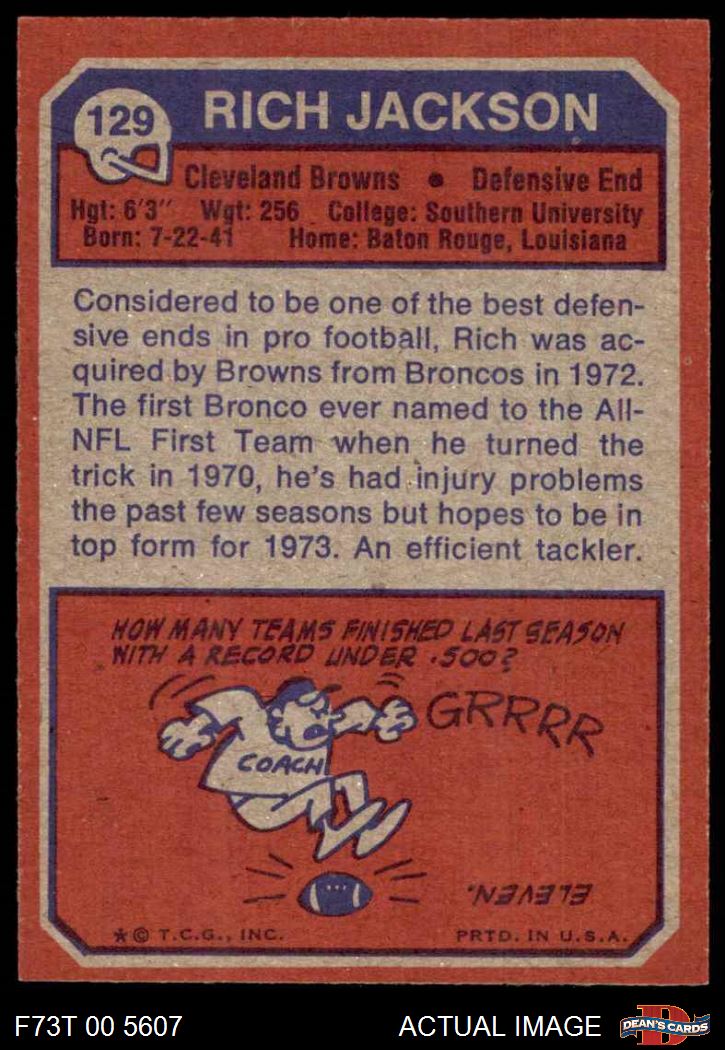 129
RICH JACKSON
Cleveland Browns • Defensive End
Hgt: 6'3" Wgt: 256 College: Southern University
Born: 7-22-41 Home: Baton Rouge, Louisiana
Considered to be one of the best defen-
sive ends in pro football, Rich was ac-
quired by Browns from Broncos in 1972.
The first Bronco ever named to the All-
NFL First Team when he turned the
trick in 1970, he's had injury problems
the past few seasons but hopes to be in
top form for 1973. An efficient tackler.
HOW MANY TEAMS FINISHED LAST SEASON
WITH A RECORD UNDER .500?
GRRRR
COACH
ELEVEN.
★ © T.C.G., INC. PRTD. IN U.S.A.
F73T 00 5607 ACTUAL IMAGE D DEAN'S CARDS